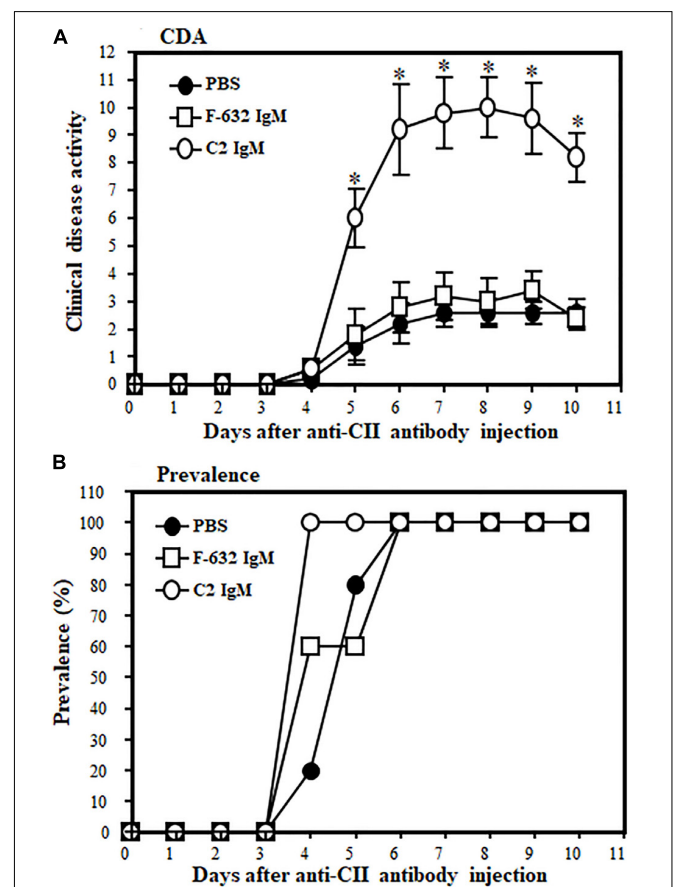 A
CDA
12
11
10
9
8
7
6
5
4
3
2
1
0
Clinical disease activity
PBS
F-632 IgM
C2 IgM
* * * * * *
0 1 2 3 4 5 6 7 8 9 10 11
Days after anti-CII antibody injection
B
Prevalence
110
100
90
80
70
60
50
40
30
20
10
0
Prevalence (%)
PBS
F-632 IgM
C2 IgM
0 1 2 3 4 5 6 7 8 9 10 11
Days after anti-CII antibody injection